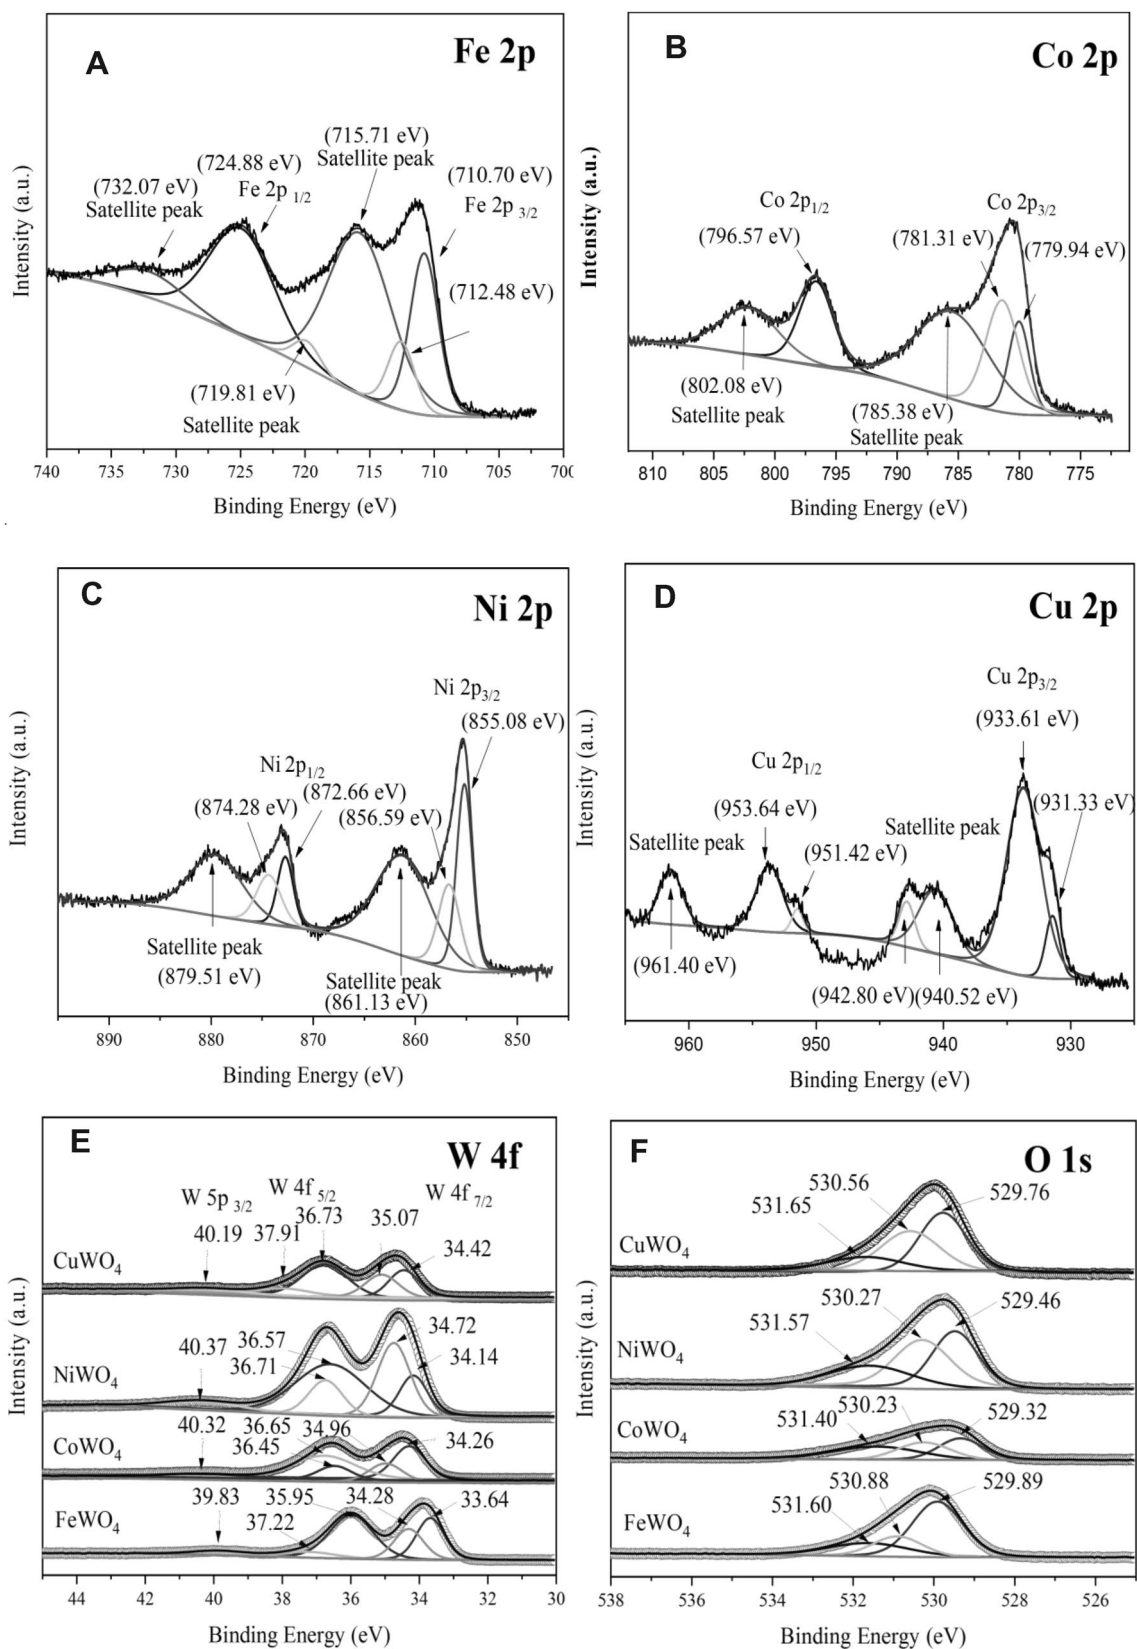 A
Fe 2p
(715.71 eV)
Satellite peak
(724.88 eV)
Fe 2p 1/2
(732.07 eV)
Satellite peak
(710.70 eV)
Fe 2p 3/2
(712.48 eV)
(719.81 eV)
Satellite peak
Intensity (a.u.)
740 735 730 725 720 715 710 705 700
Binding Energy (eV)
B
Co 2p
Co 2p1/2
(796.57 eV)
Co 2p3/2
(781.31 eV)
(779.94 eV)
(802.08 eV)
Satellite peak
(785.38 eV)
Satellite peak
Intensity (a.u.)
810 805 800 795 790 785 780 775
Binding Energy (eV)
C
Ni 2p
Ni 2p3/2
(855.08 eV)
Ni 2p1/2
(872.66 eV)
(874.28 eV)
(856.59 eV)
Satellite peak
(879.51 eV)
Satellite peak
(861.13 eV)
Intensity (a.u.)
890 880 870 860 850
Binding Energy (eV)
D
Cu 2p
Cu 2p3/2
(933.61 eV)
Cu 2p1/2
(953.64 eV)
(931.33 eV)
Satellite peak
Satellite peak
(951.42 eV)
(961.40 eV)
(942.80 eV)
(940.52 eV)
Intensity (a.u.)
960 950 940 930
Binding Energy (eV)
E
W 4f
W 5p 3/2
W 4f 5/2
W 4f 7/2
CuWO4
40.19
37.91
36.73
35.07
34.42
NiWO4
40.37
36.57
36.71
34.72
34.14
CoWO4
40.32
36.65
36.45
34.96
34.26
FeWO4
39.83
37.22
35.95
34.28
33.64
Intensity (a.u.)
44 42 40 38 36 34 32 30
Binding Energy (eV)
F
O 1s
CuWO4
531.65
530.56
529.76
NiWO4
531.57
530.27
529.46
CoWO4
531.40
530.23
529.32
FeWO4
531.60
530.88
529.89
Intensity (a.u.)
538 536 534 532 530 528 526
Binding Energy (eV)